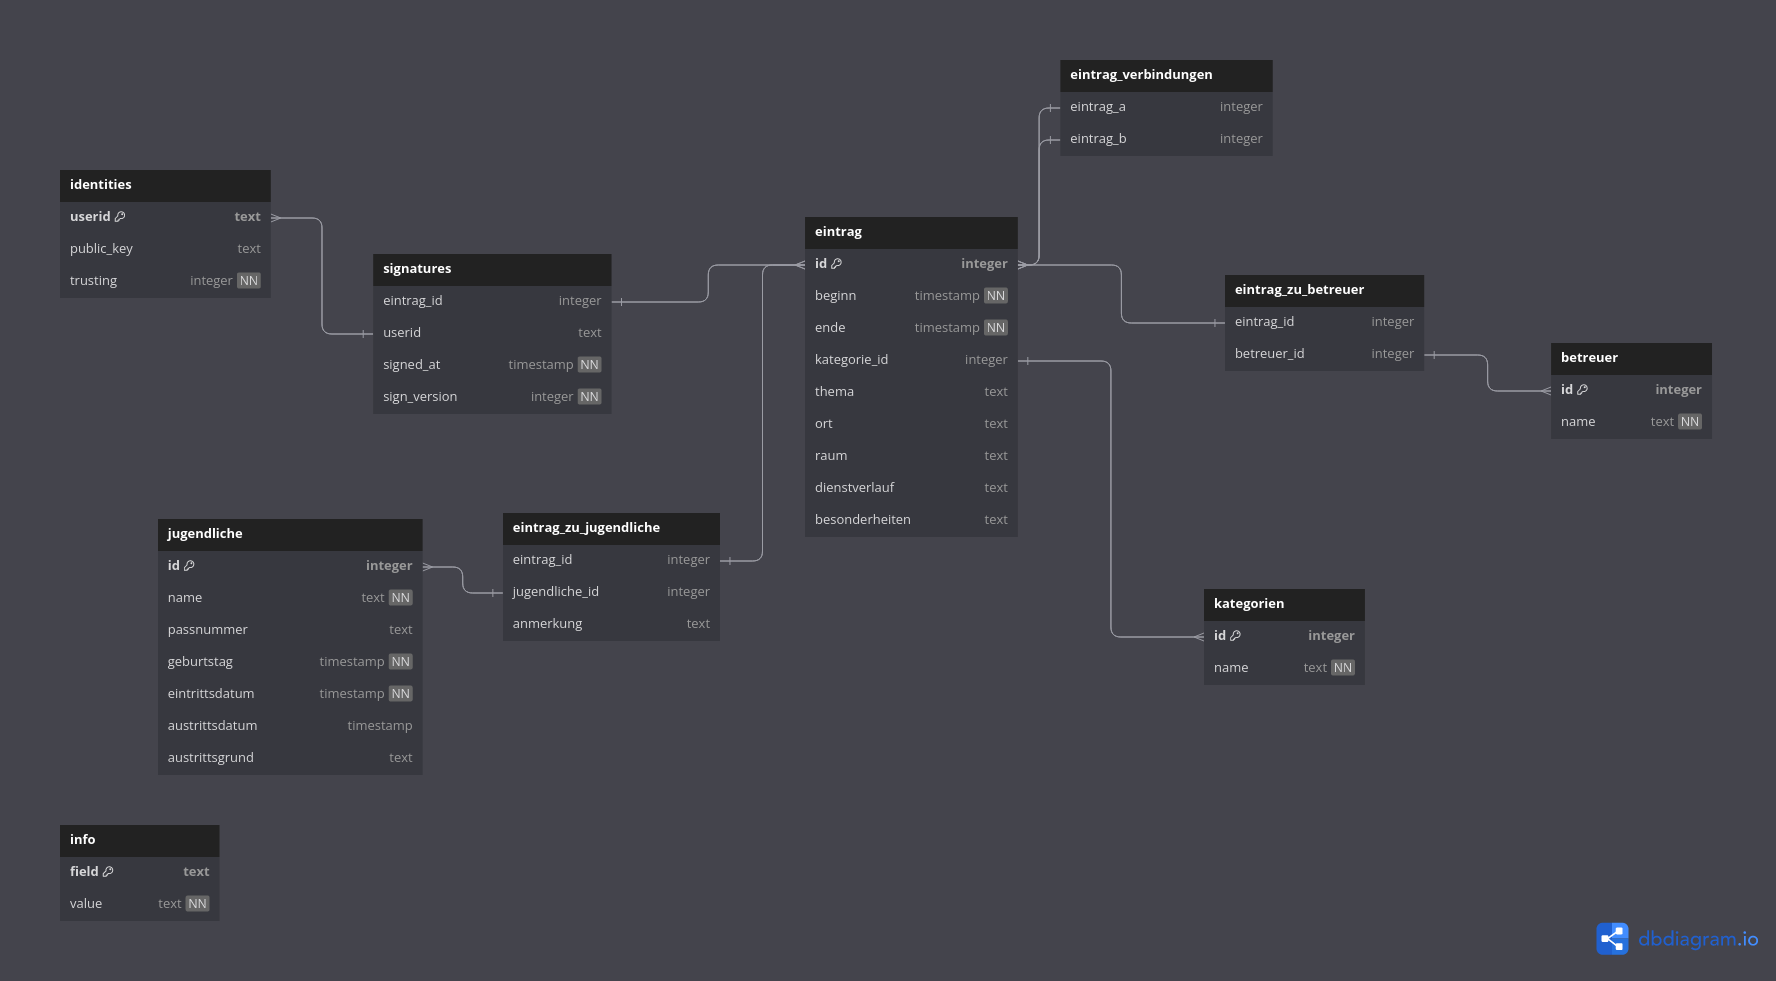 eintrag_verbindungen
eintrag_a integer
eintrag_b integer
identities
userid text
public_key text
trusting integer NN
signatures
eintrag_id integer
userid text
signed_at timestamp NN
sign_version integer NN
eintrag
id integer
beginn timestamp NN
ende timestamp NN
kategorie_id integer
thema text
ort text
raum text
dienstverlauf text
besonderheiten text
eintrag_zu_betreuer
eintrag_id integer
betreuer_id integer
betreuer
id integer
name text NN
jugendliche
id integer
name text NN
passnummer text
geburtstag timestamp NN
eintrittsdatum timestamp NN
austrittsdatum timestamp
austrittsgrund text
eintrag_zu_jugendliche
eintrag_id integer
jugendliche_id integer
anmerkung text
kategorien
id integer
name text NN
info
field text
value text NN
dbdiagram.io